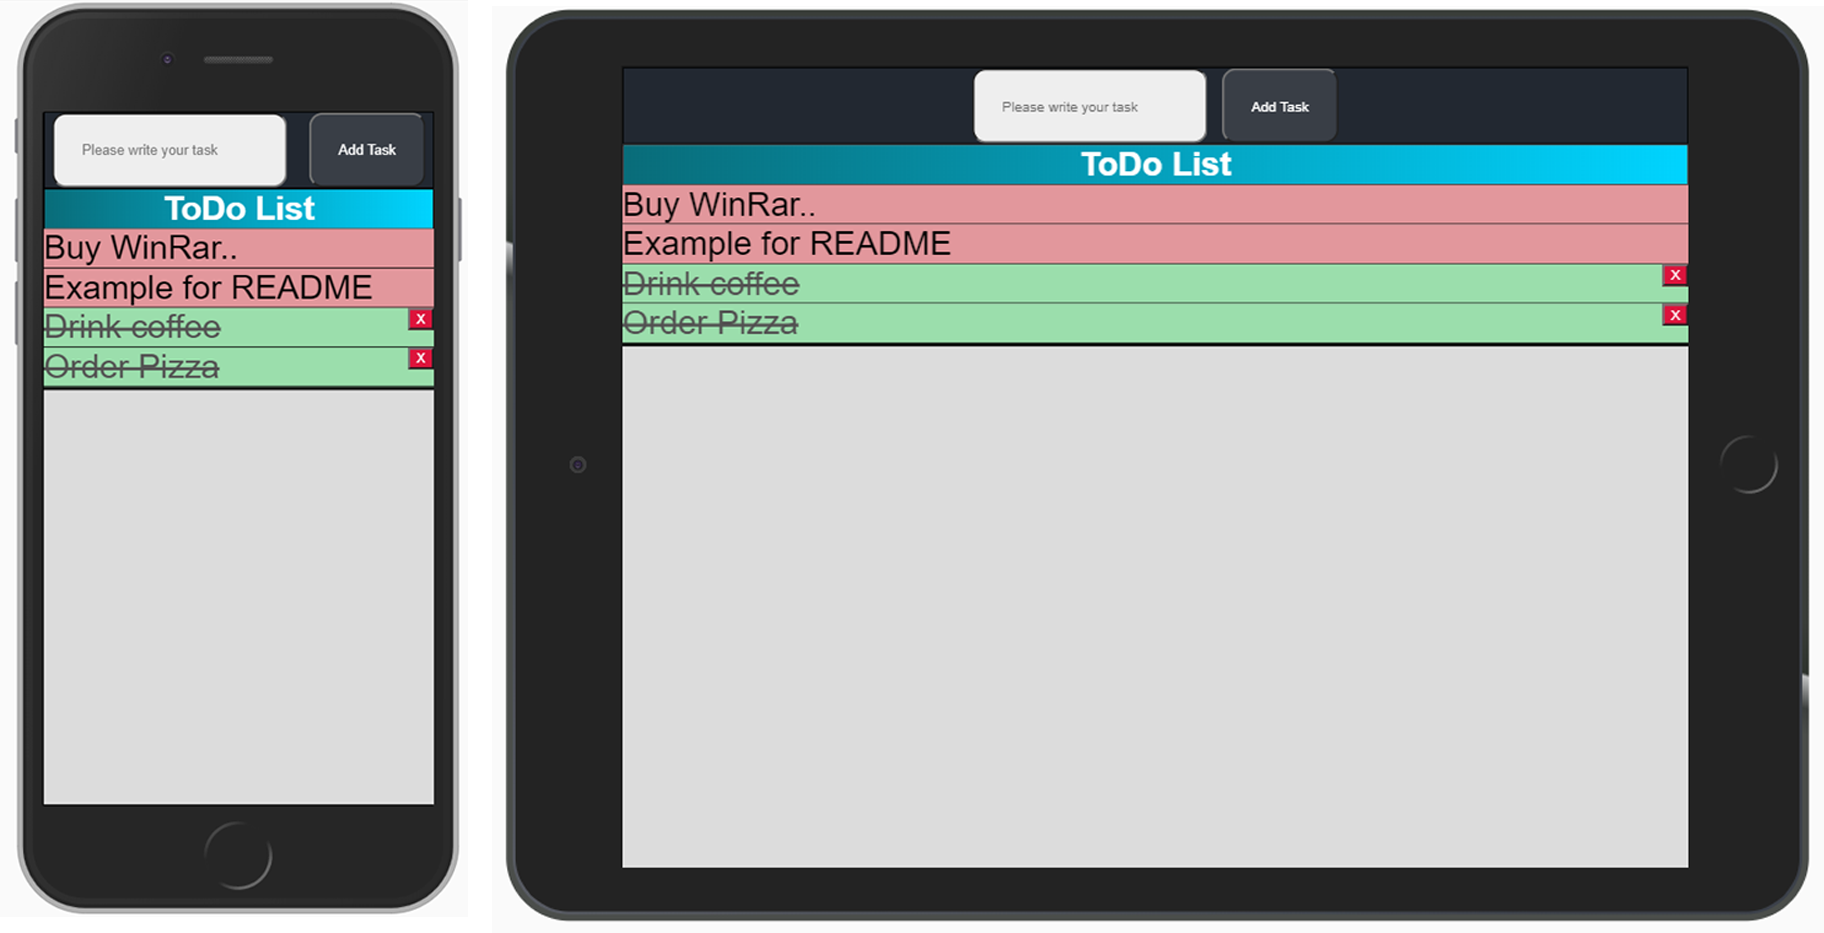 Please write your task
Add Task
ToDo List
Buy WinRar..
Example for README
Drink coffee
X
Order Pizza
X
Please write your task
Add Task
ToDo List
Buy WinRar..
Example for README
Drink coffee
X
Order Pizza
X